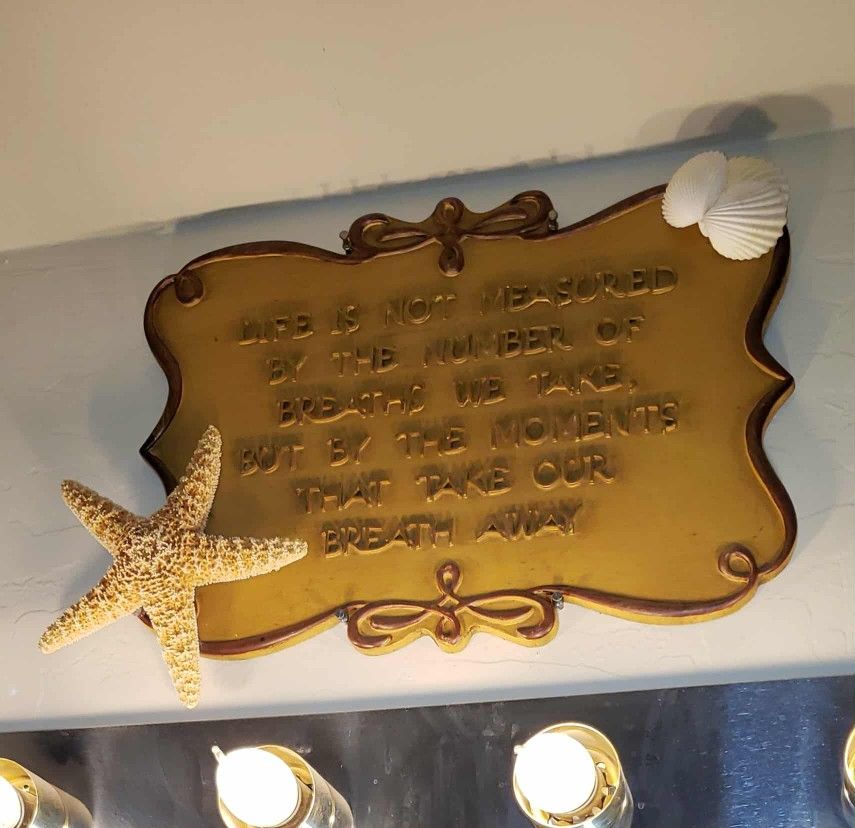 LIFE IS NOT MEASURED
BY THE NUMBER OF
BREATHS WE TAKE,
BUT BY THE MOMENTS
THAT TAKE OUR
BREATH AWAY